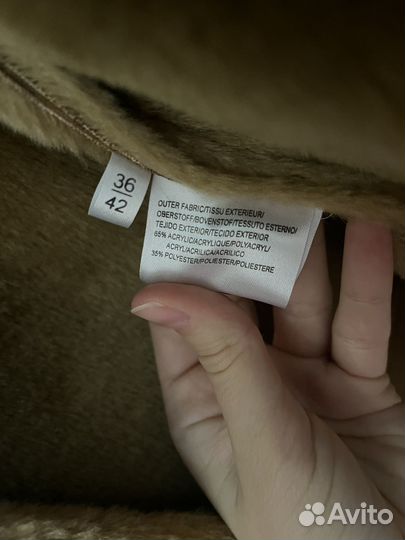 36
42
OUTER FABRIC/TISSU EXTERIEUR/
OBERSTOFF/BOVENSTOF/TESSUTO ESTERNO/
TEJIDO EXTERIOR/TECIDO EXTERIOR
65% ACRYLIC/ACRYLIQUE/POLYACRYL/
ACRYL/ACRILICA/ACRILICO
35% POLYESTER/POLIESTER/POLIESTERE
Avito